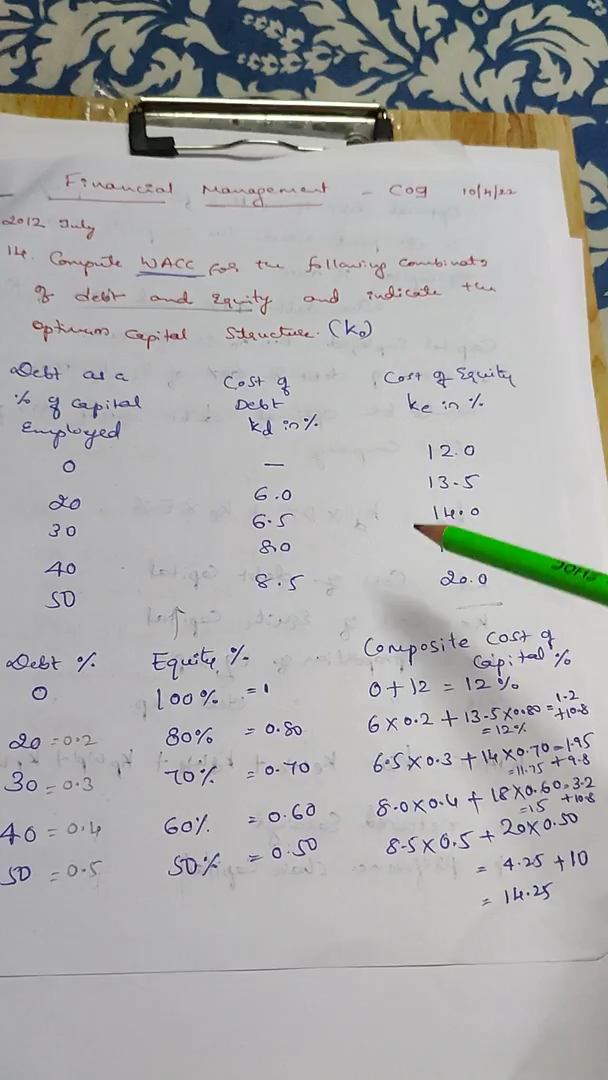 Financial Management - COG 10/4/22
2012 July
14. Compute WACC for the following combinats
of debt and Equity and indicate the
optimum capital Structure. (k₀)
Debt as a Cost of Cost of Equity
% of capital Debt ke in %
Employed kd in %
0 — 12.0
20 6.0 13.5
30 6.5 14.0
40 8.0
50 8.5 20.0
Debt % Equity % Composite Cost of
Capital %
0 100% = 1 0 + 12 = 12%
20 = 0.2 80% = 0.80 6 × 0.2 + 13.5 × 0.80 = 1.2
+ 10.8
= 12%
30 = 0.3 70% = 0.70 6.5 × 0.3 + 14 × 0.70 = 1.95
= 11.75 + 9.8
40 = 0.4 60% = 0.60 8.0 × 0.4 + 18 × 0.60 = 3.2
= 15 + 10.8
50 = 0.5 50% = 0.50 8.5 × 0.5 + 20 × 0.50
= 4.25 + 10
= 14.25